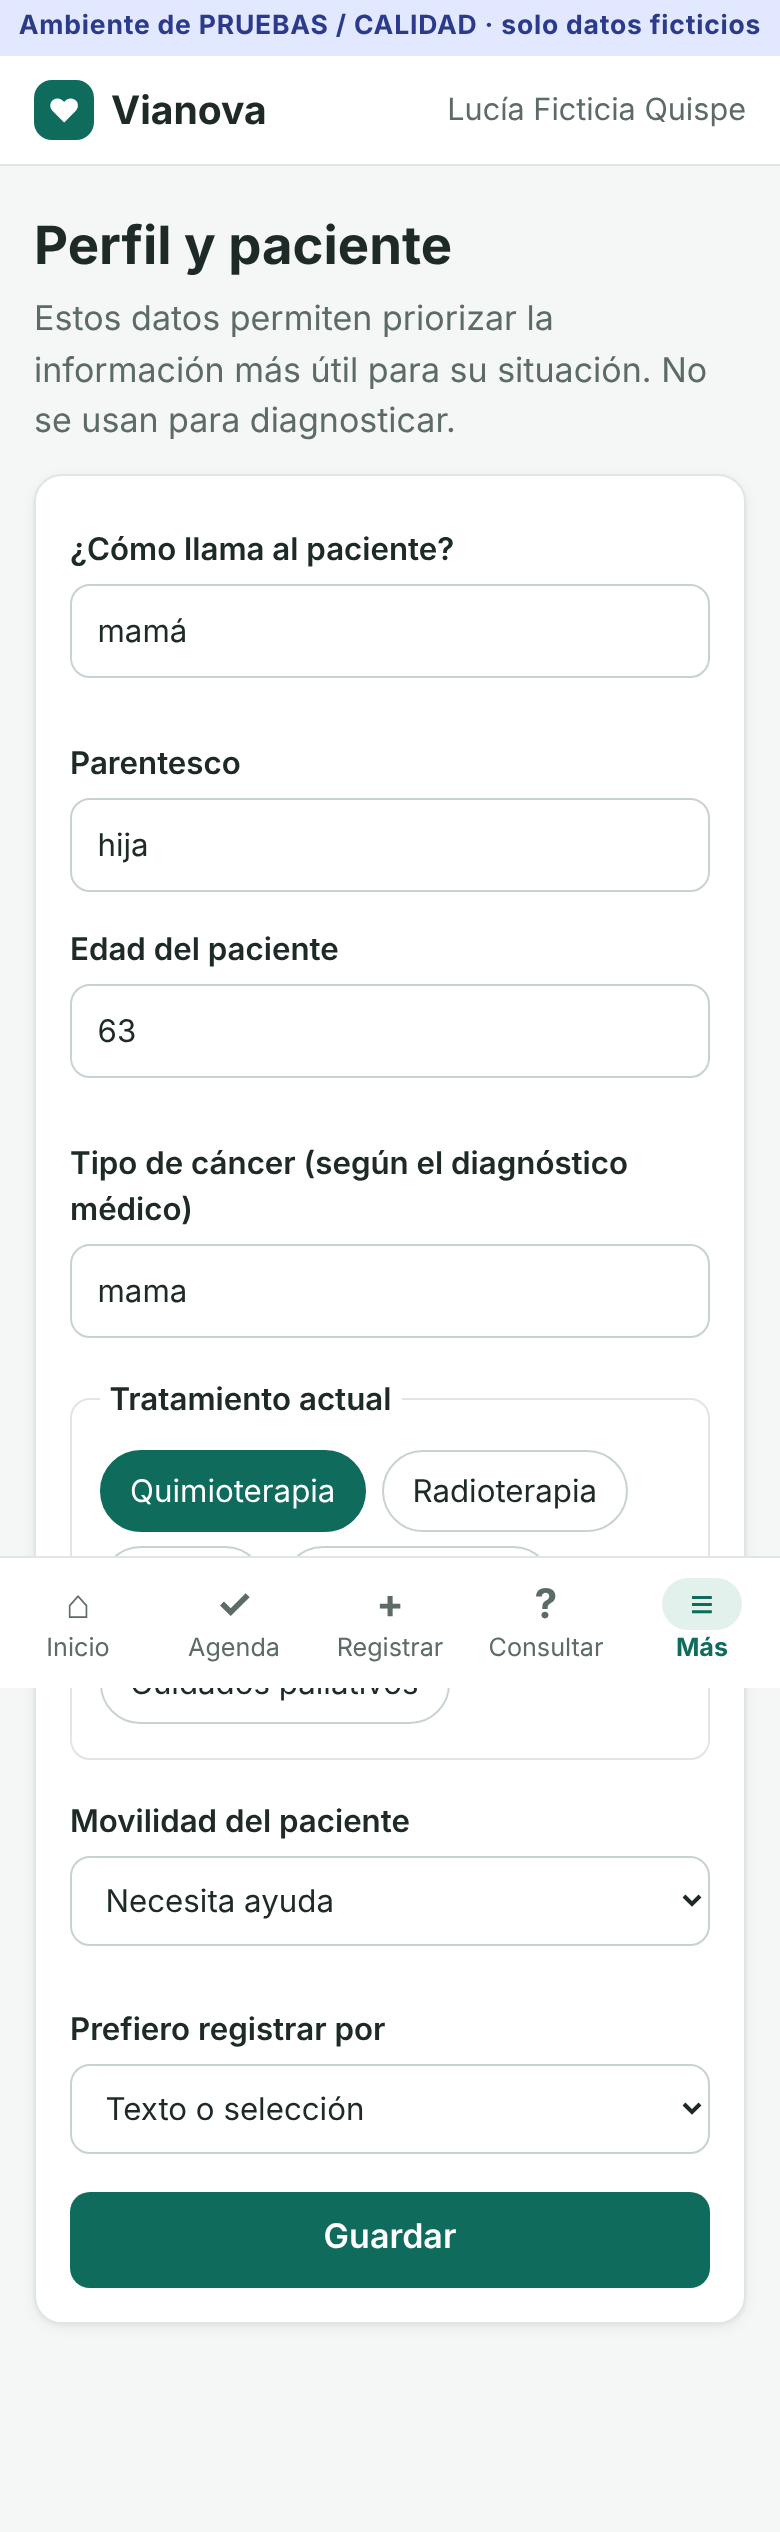 Ambiente de PRUEBAS / CALIDAD · solo datos ficticios
Vianova
Lucía Ficticia Quispe
Perfil y paciente
Estos datos permiten priorizar la
información más útil para su situación. No
se usan para diagnosticar.
¿Cómo llama al paciente?
mamá
Parentesco
hija
Edad del paciente
63
Tipo de cáncer (según el diagnóstico
médico)
mama
Tratamiento actual
Quimioterapia
Radioterapia
Inicio
Agenda
Registrar
? Consultar
Más
Cuidados paliativos
Movilidad del paciente
Necesita ayuda
Prefiero registrar por
Texto o selección
Guardar